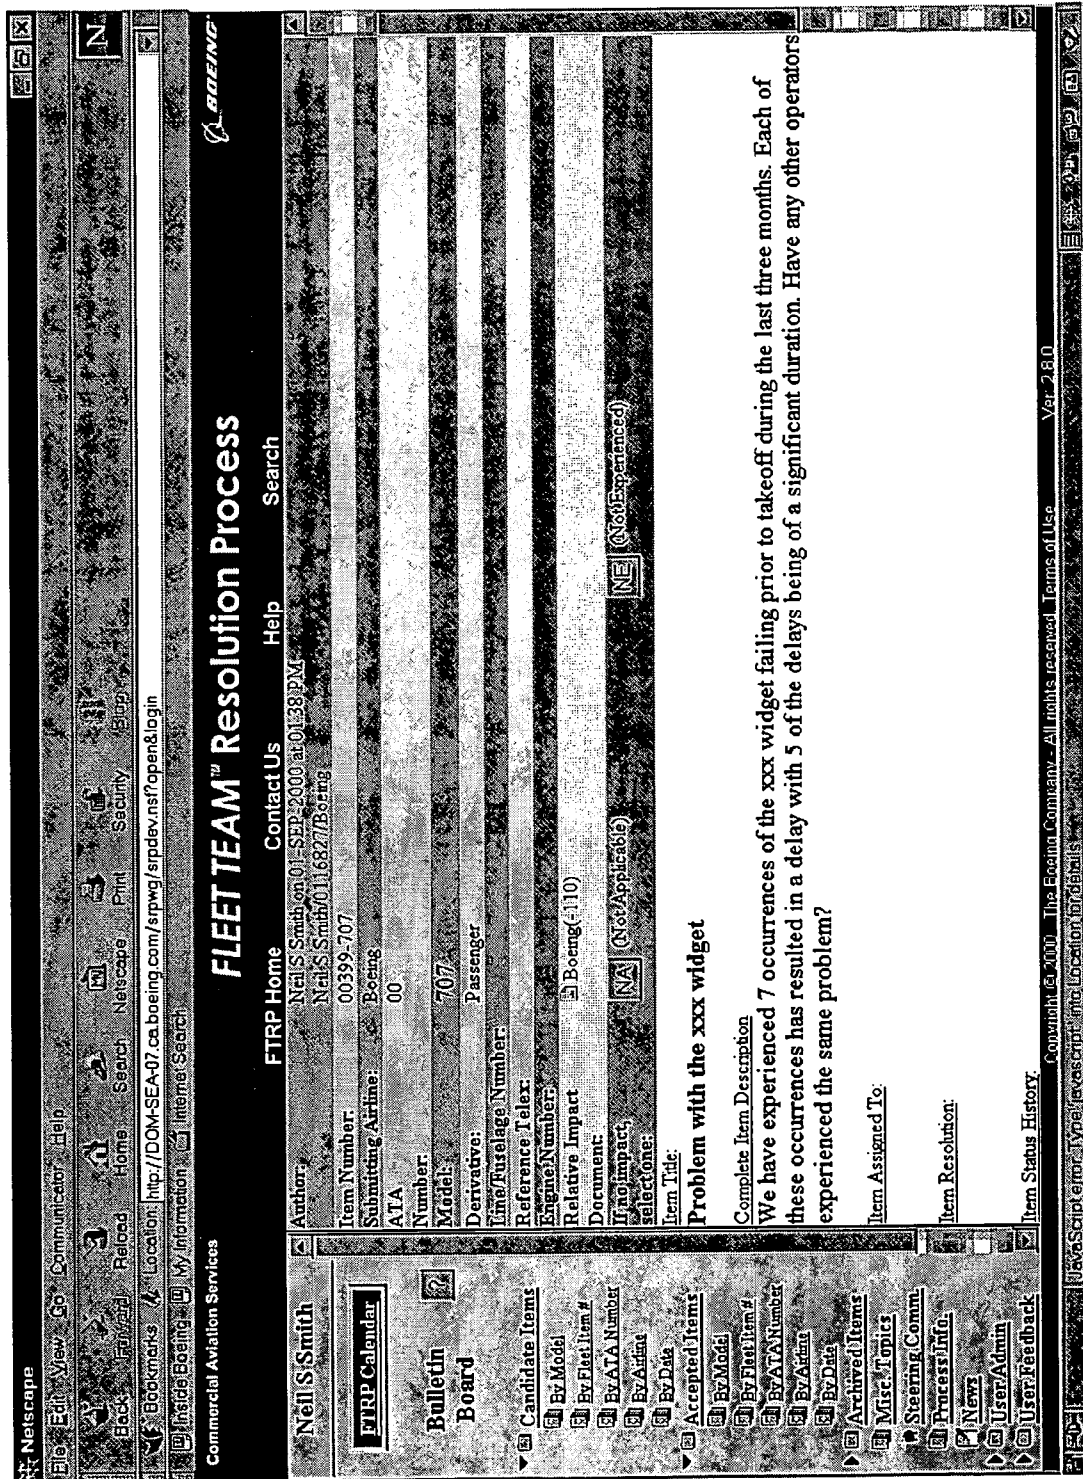 Netscape
File Edit View Go Communicator Help
Back Forward Reload Home Search Netscape Print Security Stop
Bookmarks Location: http://DOM-SEA-07.ca.boeing.com/srpwg/srpdev.nsf?open&login
Inside Boeing My Information Internet Search
Commercial Aviation Services
FLEET TEAM™ Resolution Process
BOEING
FTRP Home Contact Us Help Search
Neil S Smith
FTRP Calendar
Bulletin
Board
?
Candidate Items
By Model
By Fleet Item #
By ATA Number
By Airline
By Date
Accepted Items
By Model
By Fleet Item #
By ATA Number
By Airline
By Date
Archived Items
Misc. Topics
Steering Comm.
Process Info.
News
User/Admin
User Feedback
Author: Neil S Smith on 01-SEP-2000 at 01:38 PM
Neil S Smith/0116827/Boeing
Item Number: 00399-707
Submitting Airline: Boeing
ATA 00
Number:
Model: 707
Derivative: Passenger
Line/Fuselage Number:
Reference Telex:
Engine Number:
Relative Impact Boeing(-110)
Document:
If no impact, NA (Not Applicable) NE (Not Experienced)
select one:
Item Title:
Problem with the xxx widget
Complete Item Description
We have experienced 7 occurrences of the xxx widget failing prior to takeoff during the last three months. Each of
these occurrences has resulted in a delay with 5 of the delays being of a significant duration. Have any other operators
experienced the same problem?
Item Assigned To:
Item Resolution:
Item Status History:
Copyright © 2000 The Boeing Company - All rights reserved. Terms of Use Ver. 2.8.0
JavaScript error: Type 'javascript:' into Location for details